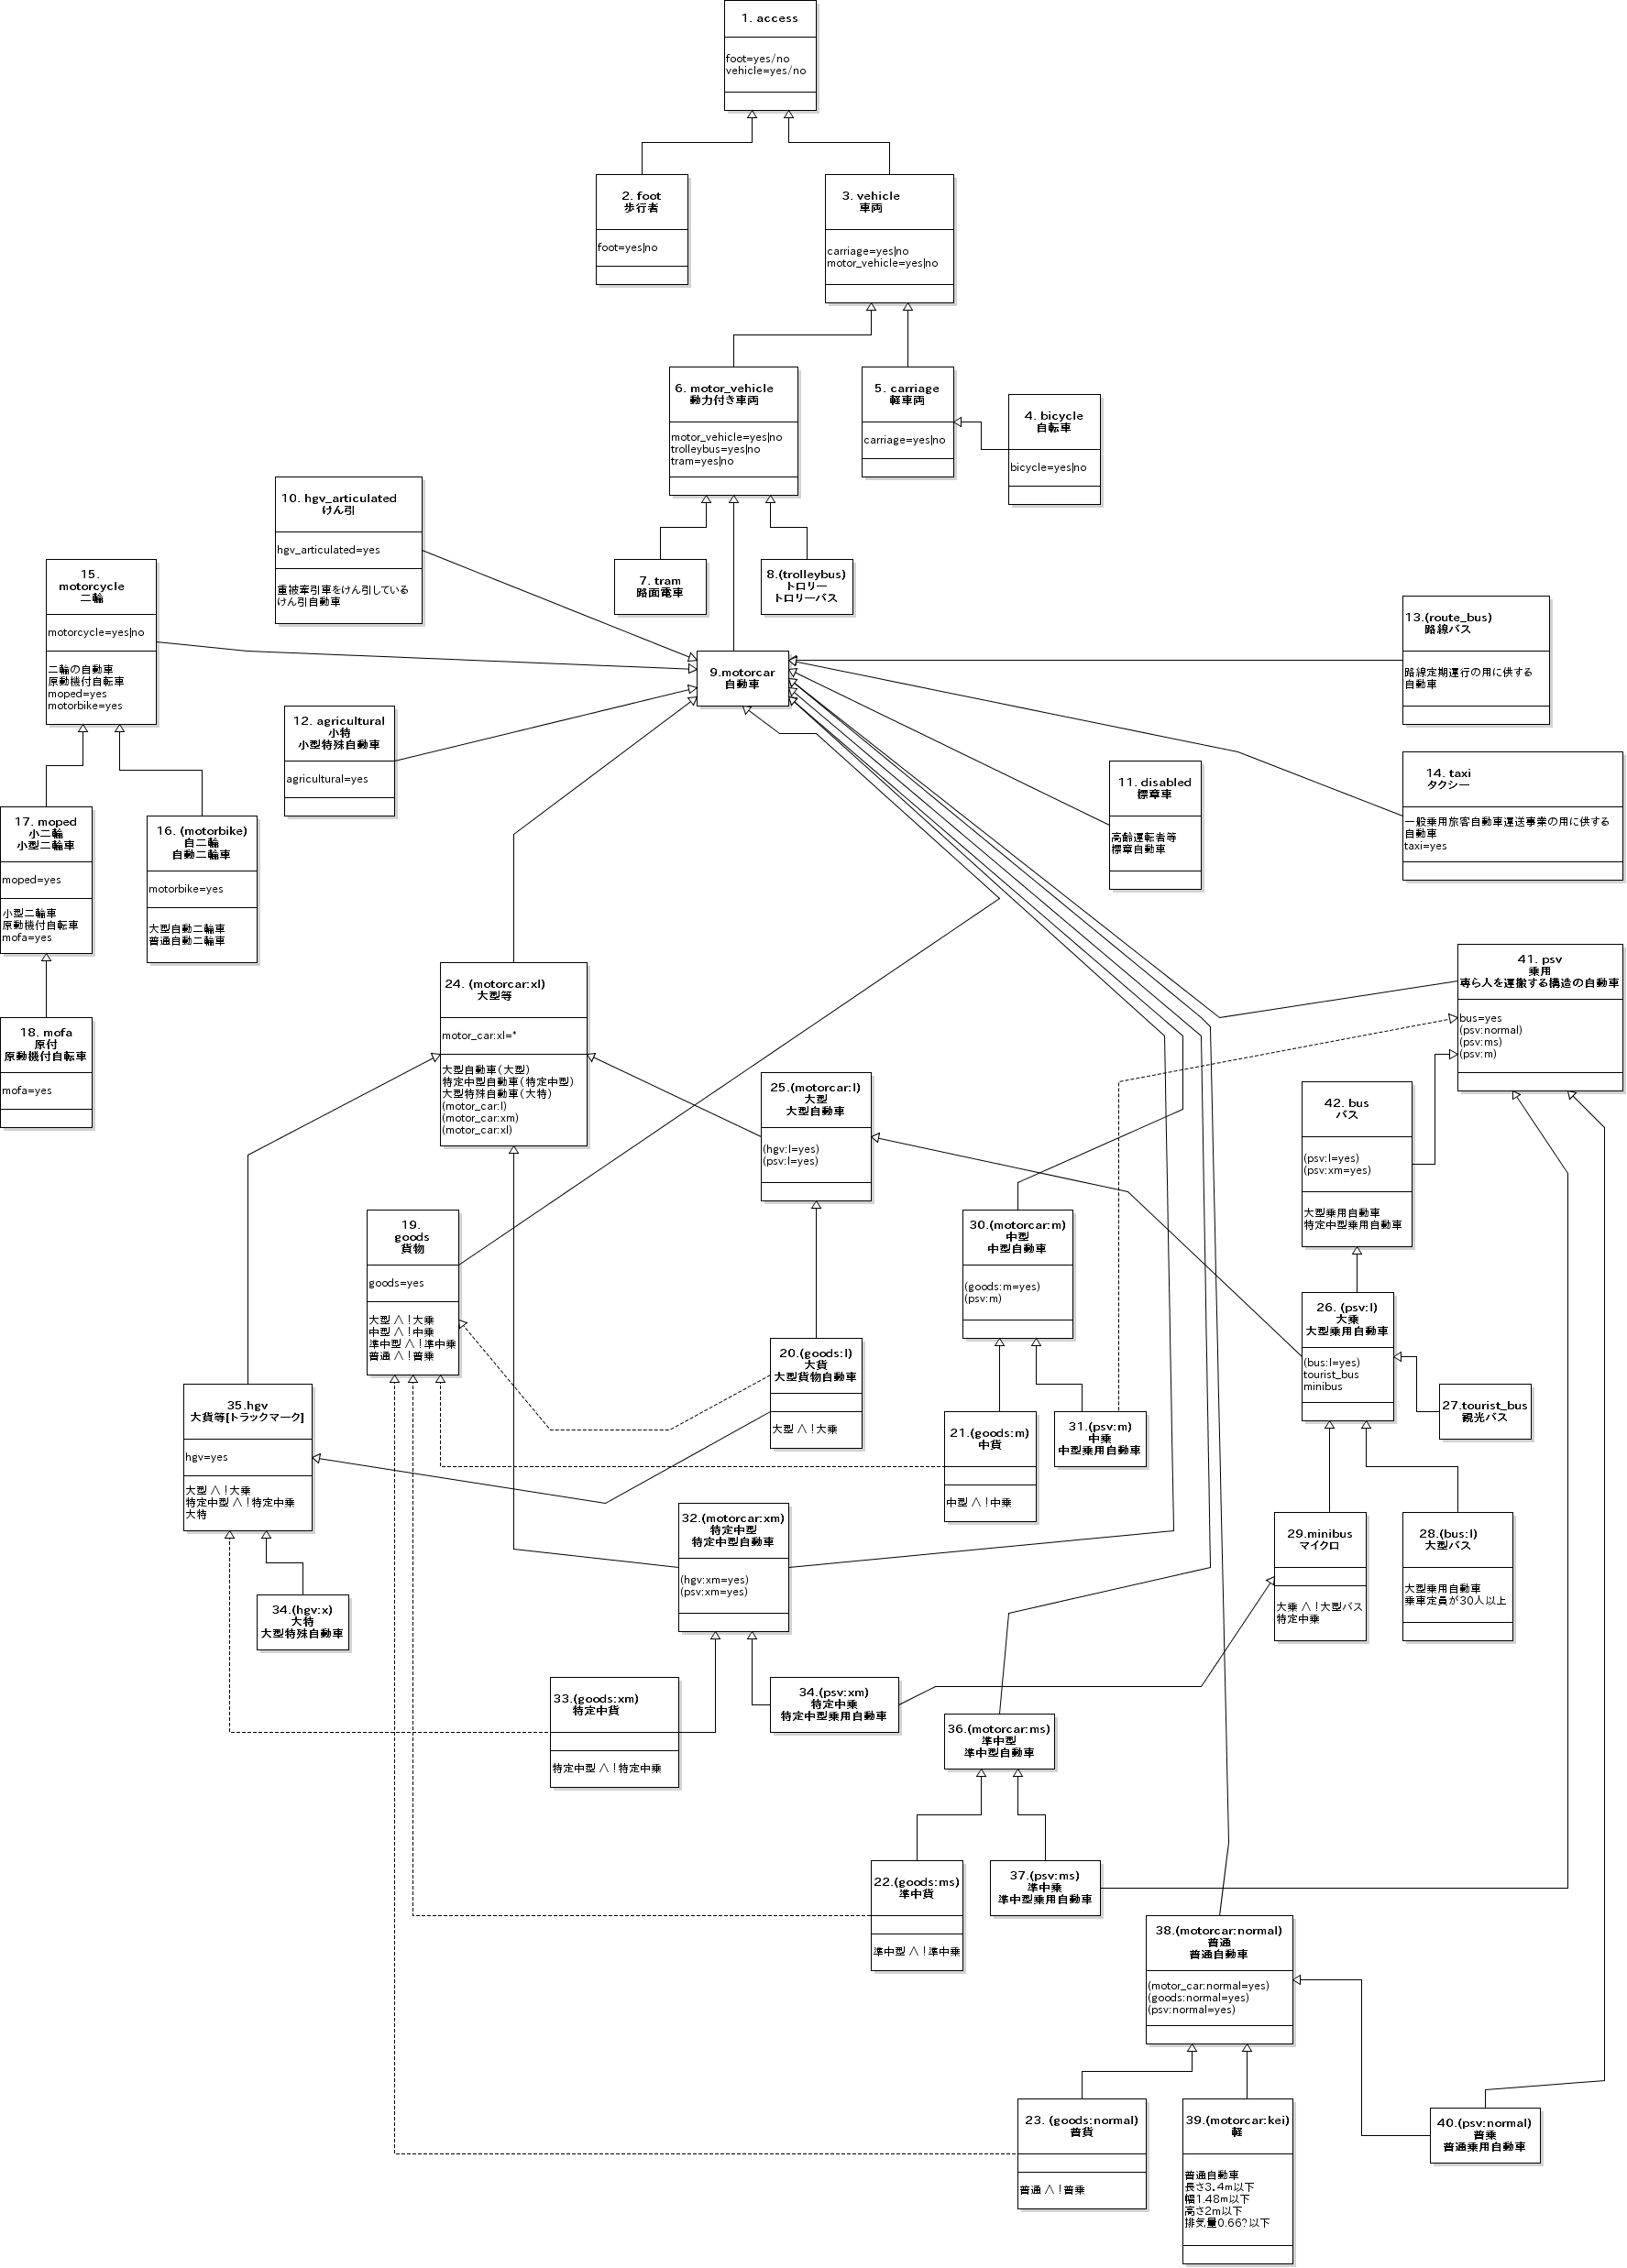 1. access
foot=yes/no
vehicle=yes/no
2. foot
歩行者
foot=yes|no
3. vehicle
車両
carriage=yes|no
motor_vehicle=yes|no
6. motor_vehicle
動力付き車両
motor_vehicle=yes|no
trolleybus=yes|no
tram=yes|no
5. carriage
軽車両
carriage=yes|no
4. bicycle
自転車
bicycle=yes|no
10. hgv_articulated
けん引
hgv_articulated=yes
重被牽引車をけん引している
けん引自動車
15.
motorcycle
二輪
motorcycle=yes|no
二輪の自動車
原動機付自転車
moped=yes
motorbike=yes
7. tram
路面電車
8.(trolleybus)
トロリー
トロリーバス
13.(route_bus)
路線バス
路線定期運行の用に供する
自動車
9.motorcar
自動車
12. agricultural
小特
小型特殊自動車
agricultural=yes
11. disabled
標章車
高齢運転者等
標章自動車
14. taxi
タクシー
一般乗用旅客自動車運送事業の用に供する
自動車
taxi=yes
17. moped
小二輪
小型二輪車
moped=yes
小型二輪車
原動機付自転車
mofa=yes
16. (motorbike)
自二輪
自動二輪車
motorbike=yes
大型自動二輪車
普通自動二輪車
18. mofa
原付
原動機付自転車
mofa=yes
24. (motorcar:xl)
大型等
motor_car:xl=*
大型自動車(大型)
特定中型自動車(特定中型)
大型特殊自動車(大特)
(motor_car:l)
(motor_car:xm)
(motor_car:xl)
41. psv
乗用
専ら人を運搬する構造の自動車
bus=yes
(psv:normal)
(psv:ms)
(psv:m)
25.(motorcar:l)
大型
大型自動車
(hgv:l=yes)
(psv:l=yes)
42. bus
バス
(psv:l=yes)
(psv:xm=yes)
大型乗用自動車
特定中型乗用自動車
19.
goods
貨物
goods=yes
大型 ∧ ! 大乗
中型 ∧ ! 中乗
準中型 ∧ ! 準中乗
普通 ∧ ! 普乗
30.(motorcar:m)
中型
中型自動車
(goods:m=yes)
(psv:m)
26. (psv:l)
大乗
大型乗用自動車
(bus:l=yes)
tourist_bus
minibus
20.(goods:l)
大貨
大型貨物自動車
大型 ∧ ! 大乗
35.hgv
大貨等[トラックマーク]
hgv=yes
大型 ∧ ! 大乗
特定中型 ∧ ! 特定中乗
大特
21.(goods:m)
中貨
中型 ∧ ! 中乗
31.(psv:m)
中乗
中型乗用自動車
27.tourist_bus
観光バス
32.(motorcar:xm)
特定中型
特定中型自動車
(hgv:xm=yes)
(psv:xm=yes)
29.minibus
マイクロ
大乗 ∧ ! 大型バス
特定中乗
28.(bus:l)
大型バス
大型乗用自動車
乗車定員が30人以上
34.(hgv:x)
大特
大型特殊自動車
33.(goods:xm)
特定中貨
特定中型 ∧ ! 特定中乗
34.(psv:xm)
特定中乗
特定中型乗用自動車
36.(motorcar:ms)
準中型
準中型自動車
22.(goods:ms)
準中貨
準中型 ∧ ! 準中乗
37.(psv:ms)
準中乗
準中型乗用自動車
38.(motorcar:normal)
普通
普通自動車
(motor_car:normal=yes)
(goods:normal=yes)
(psv:normal=yes)
23. (goods:normal)
普貨
普通 ∧ ! 普乗
39.(motorcar:kei)
軽
普通自動車
長さ3.4m以下
幅1.48m以下
高さ2m以下
排気量0.66?以下
40.(psv:normal)
普乗
普通乗用自動車